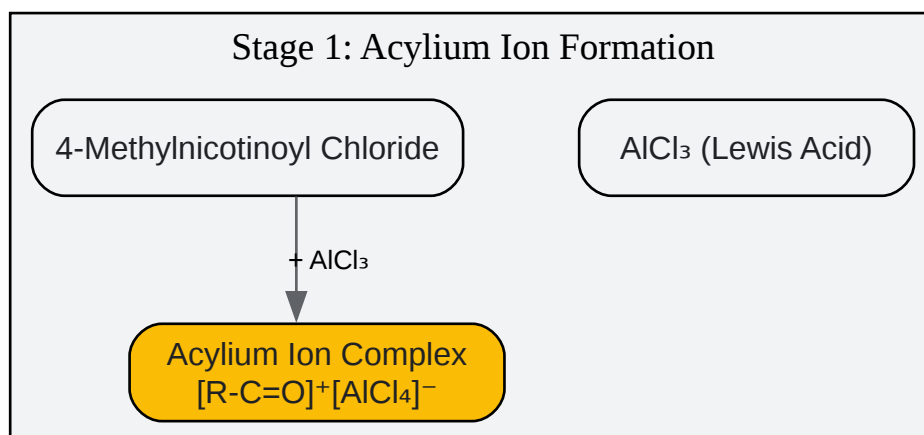 Stage 1: Acylium Ion Formation
4-Methylnicotinoyl Chloride
AlCl₃ (Lewis Acid)
+ AlCl₃
Acylium Ion Complex
[R-C=O]⁺[AlCl₄]⁻